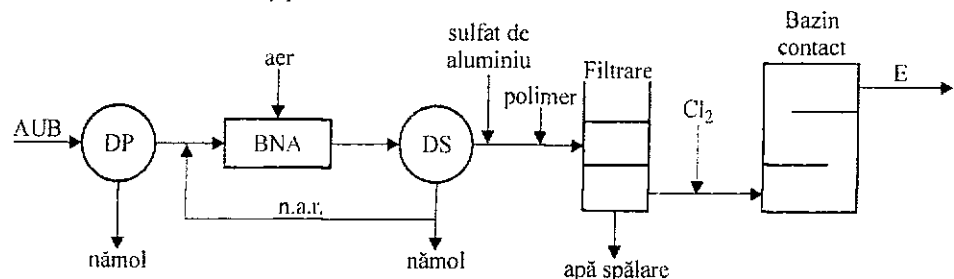 sulfat de
aluminiu
Bazin
contact
aer
Filtrare
polimer
E
AUB
DP
BNA
DS
Cl₂
n.a.r.
nămol
nămol
apă spălare